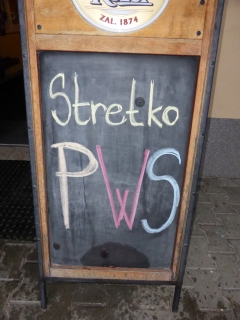 ZAL. 1874
Stretko
PWS